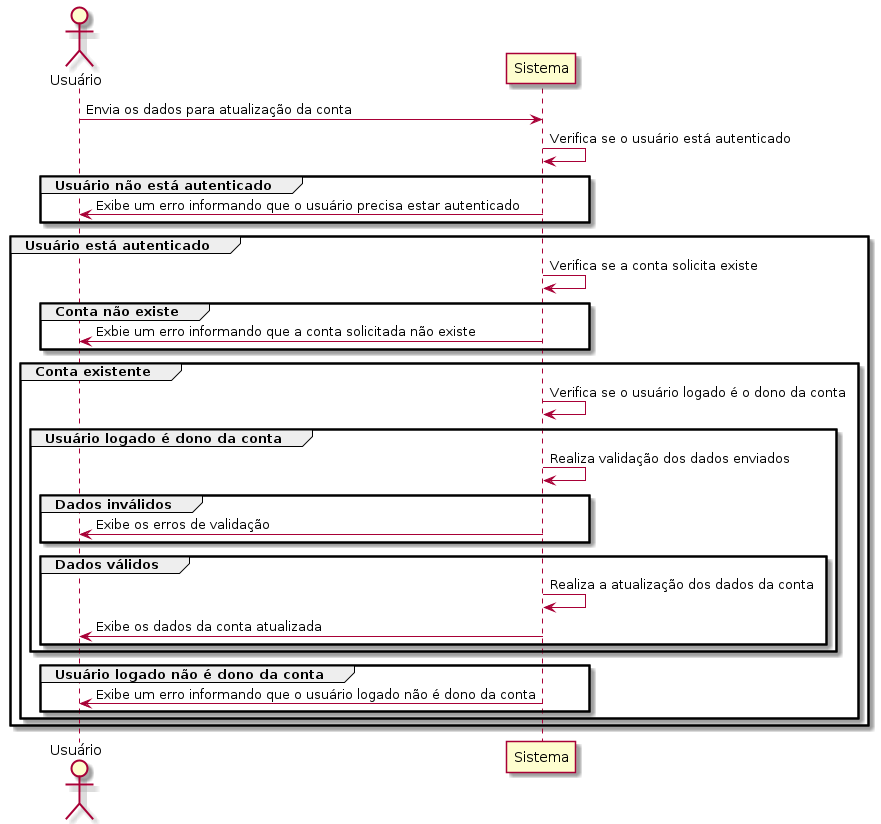 Usuário
Sistema
Envia os dados para atualização da conta
Verifica se o usuário está autenticado
Usuário não está autenticado
Exibe um erro informando que o usuário precisa estar autenticado
Usuário está autenticado
Verifica se a conta solicita existe
Conta não existe
Exbie um erro informando que a conta solicitada não existe
Conta existente
Verifica se o usuário logado é o dono da conta
Usuário logado é dono da conta
Realiza validação dos dados enviados
Dados inválidos
Exibe os erros de validação
Dados válidos
Realiza a atualização dos dados da conta
Exibe os dados da conta atualizada
Usuário logado não é dono da conta
Exibe um erro informando que o usuário logado não é dono da conta
Usuário
Sistema